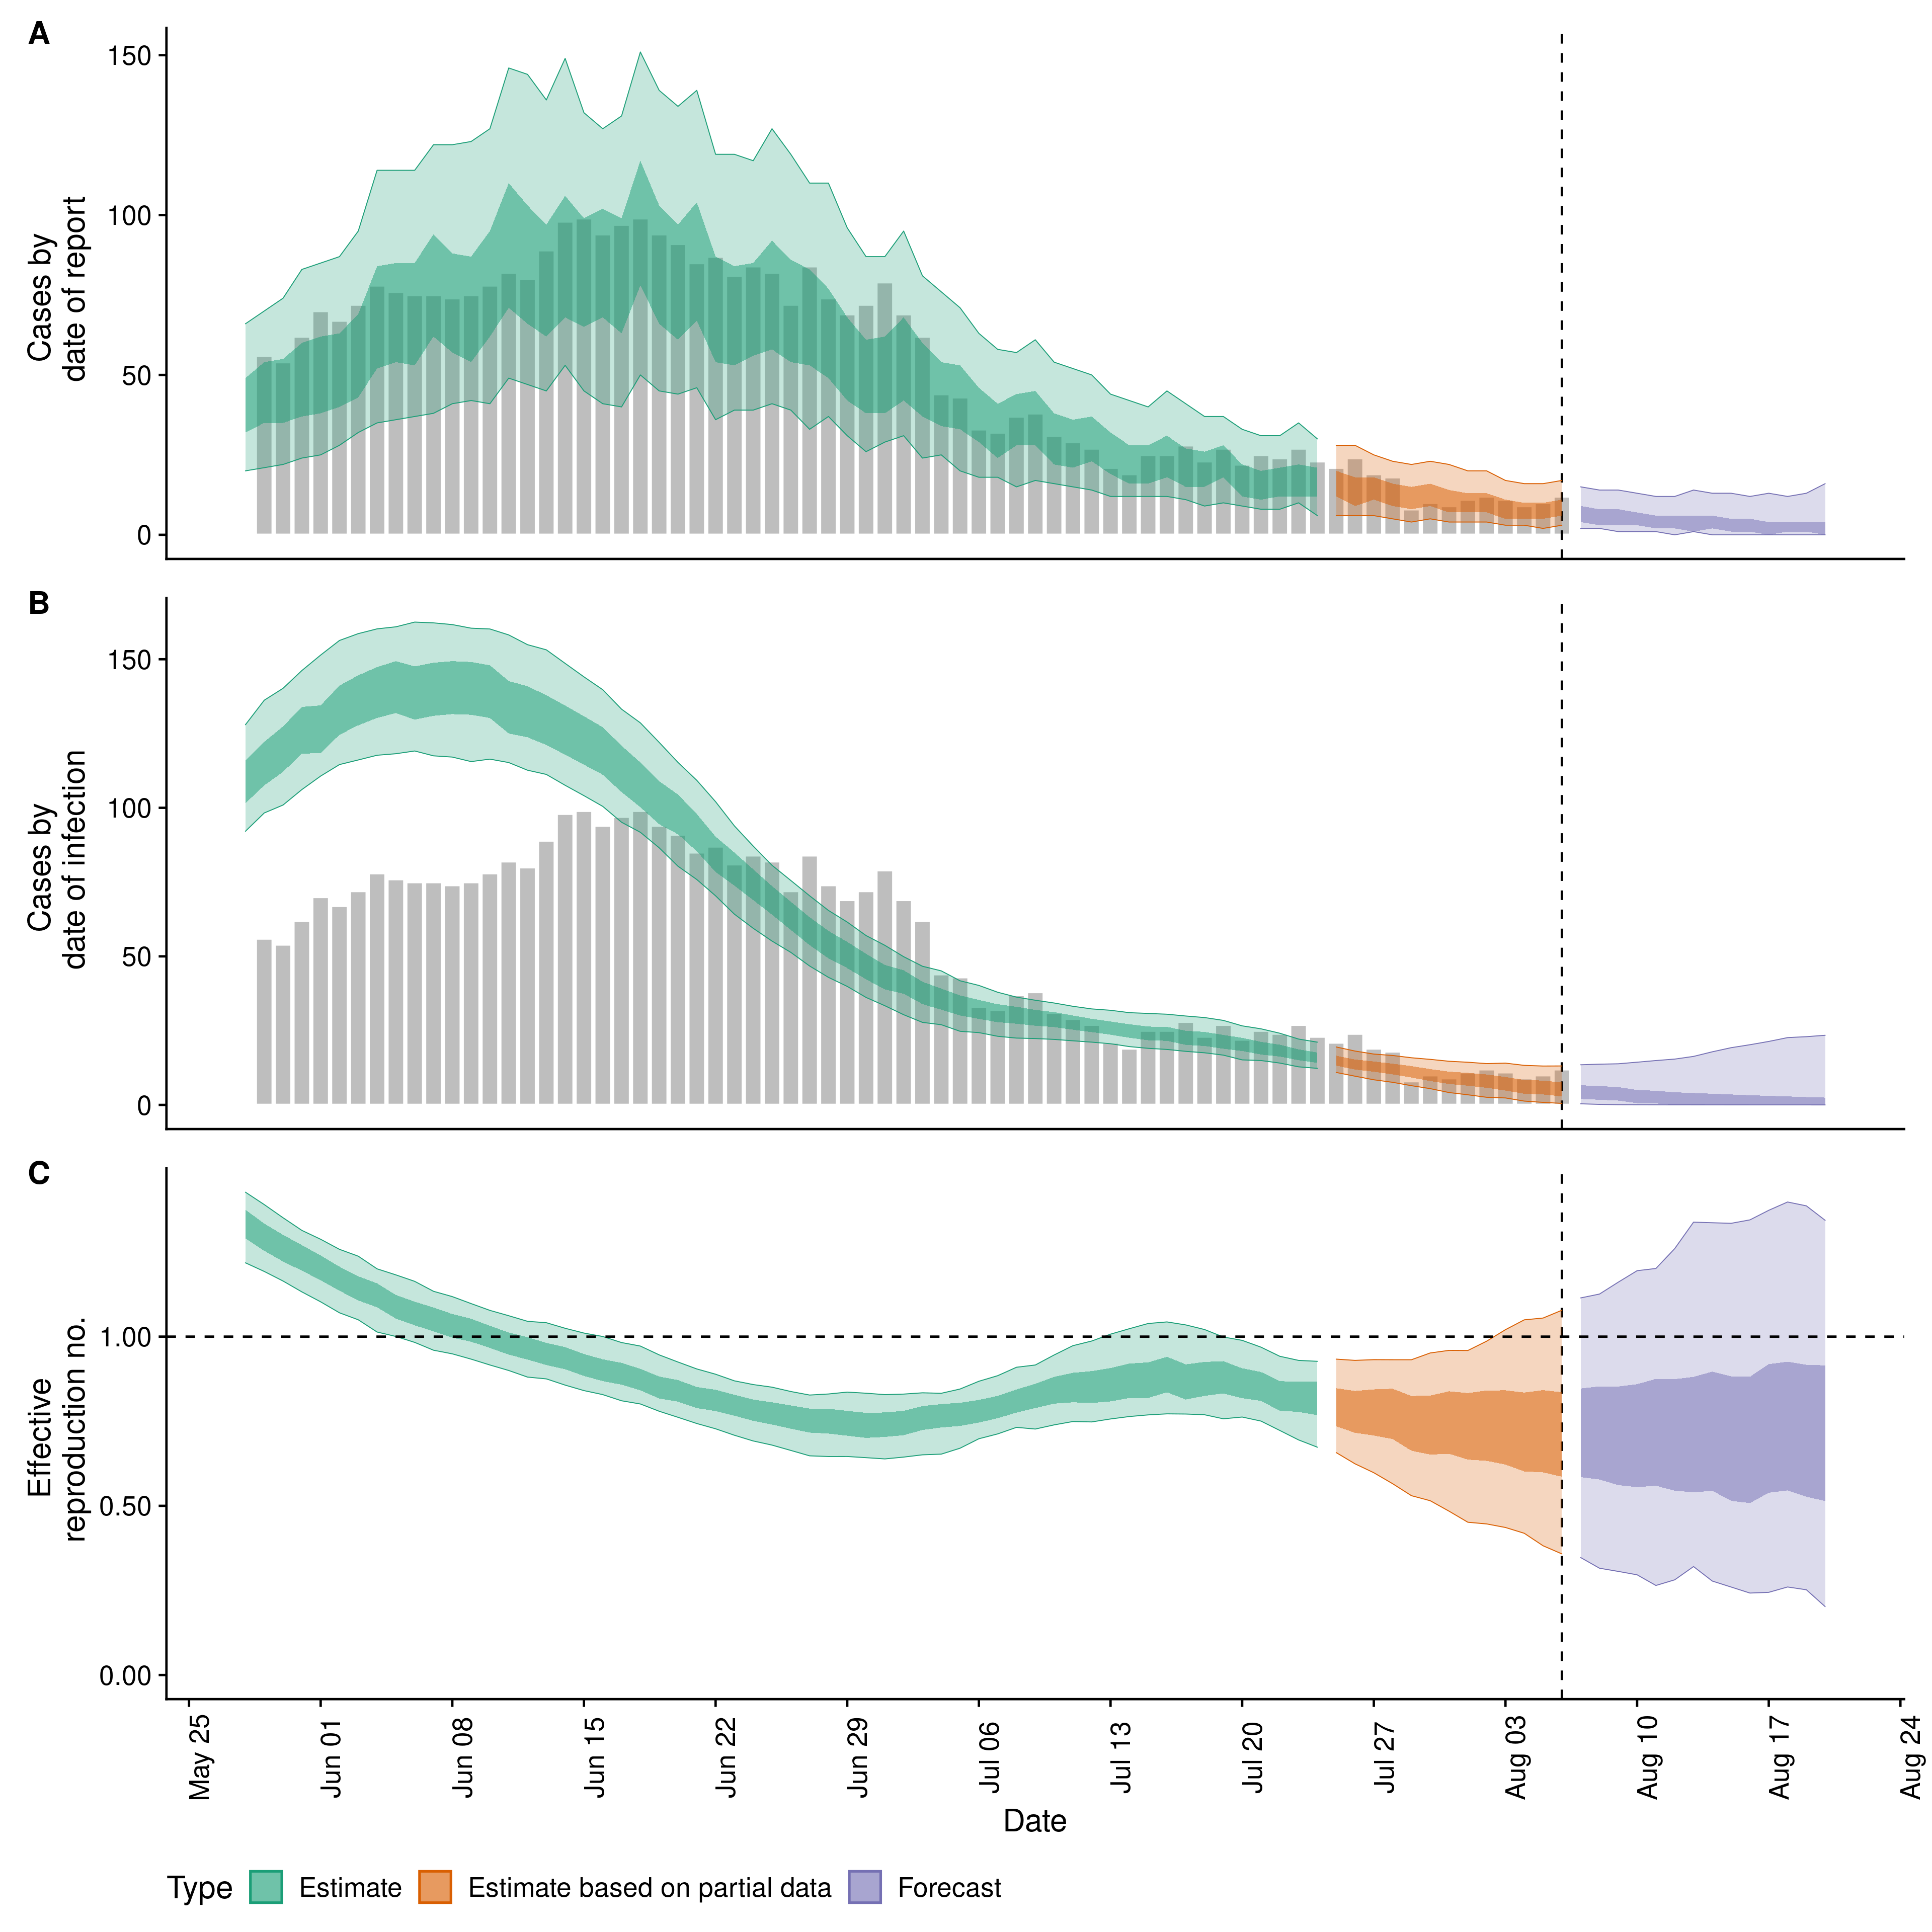 A
150
100
50
0
Cases by
date of report
B
150
100
50
0
Cases by
date of infection
C
1.00
0.50
0.00
Effective
reproduction no.
May 25
Jun 01
Jun 08
Jun 15
Jun 22
Jun 29
Jul 06
Jul 13
Jul 20
Jul 27
Aug 03
Aug 10
Aug 17
Aug 24
Date
Type Estimate Estimate based on partial data Forecast